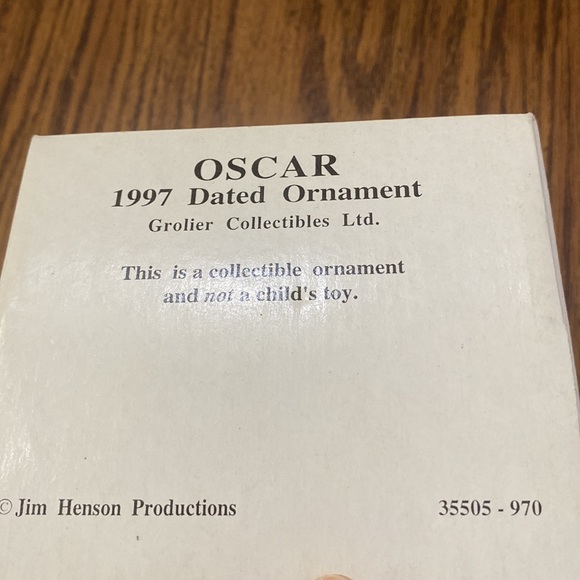 OSCAR
1997 Dated Ornament
Grolier Collectibles Ltd.
This is a collectible ornament
and not a child's toy.
© Jim Henson Productions 35505 - 970